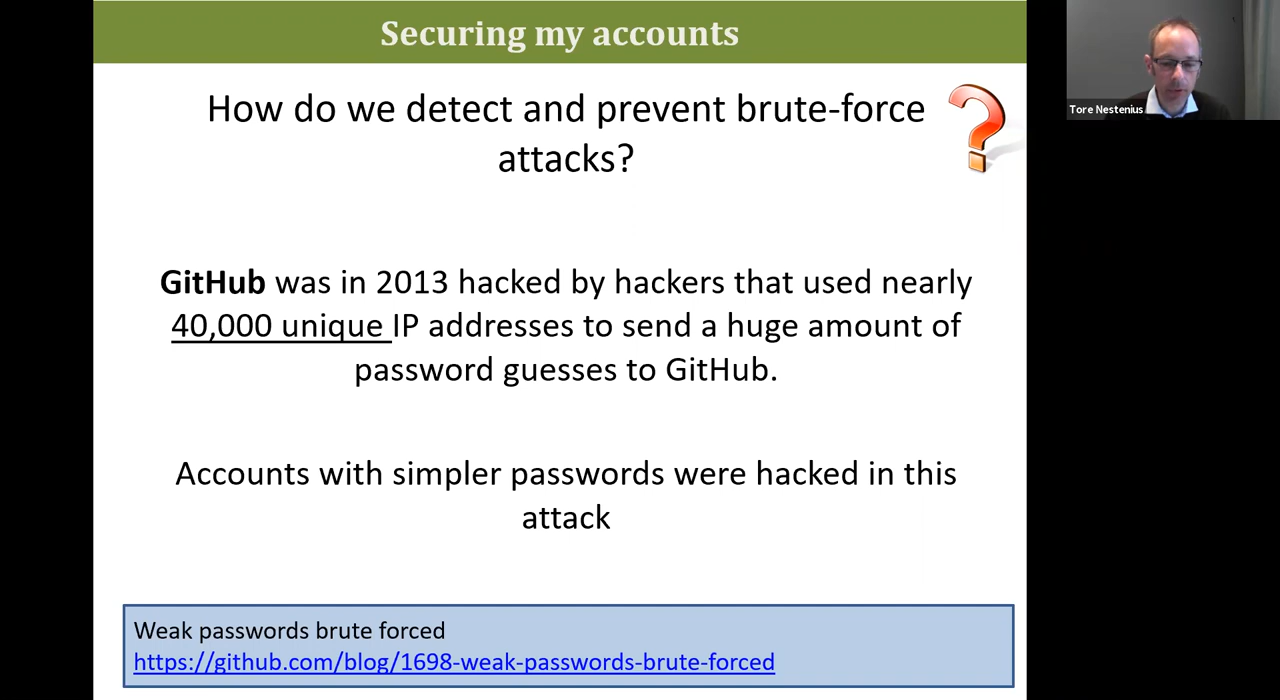 Securing my accounts
How do we detect and prevent brute-force
attacks?
GitHub was in 2013 hacked by hackers that used nearly
40,000 unique IP addresses to send a huge amount of
password guesses to GitHub.
Accounts with simpler passwords were hacked in this
attack
Weak passwords brute forced
https://github.com/blog/1698-weak-passwords-brute-forced
Tore Nestenius